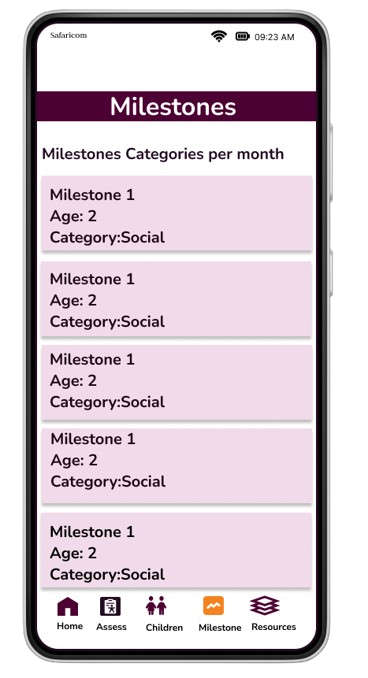 Safaricom 09:23 AM
Milestones
Milestones Categories per month
Milestone 1
Age: 2
Category:Social
Milestone 1
Age: 2
Category:Social
Milestone 1
Age: 2
Category:Social
Milestone 1
Age: 2
Category:Social
Milestone 1
Age: 2
Category:Social
Home Assess Children Milestone Resources